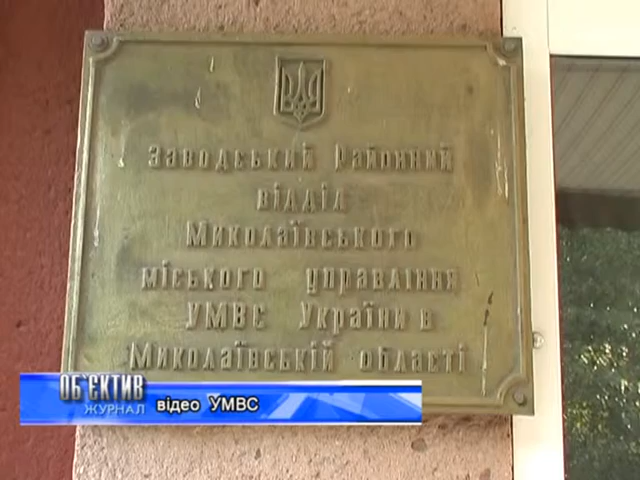 Заводський районний
відділ
Миколаївського
міського управління
УМВС України в
Миколаївській області
ОБ'ЄКТИВ
ЖУРНАЛ
відео УМВС